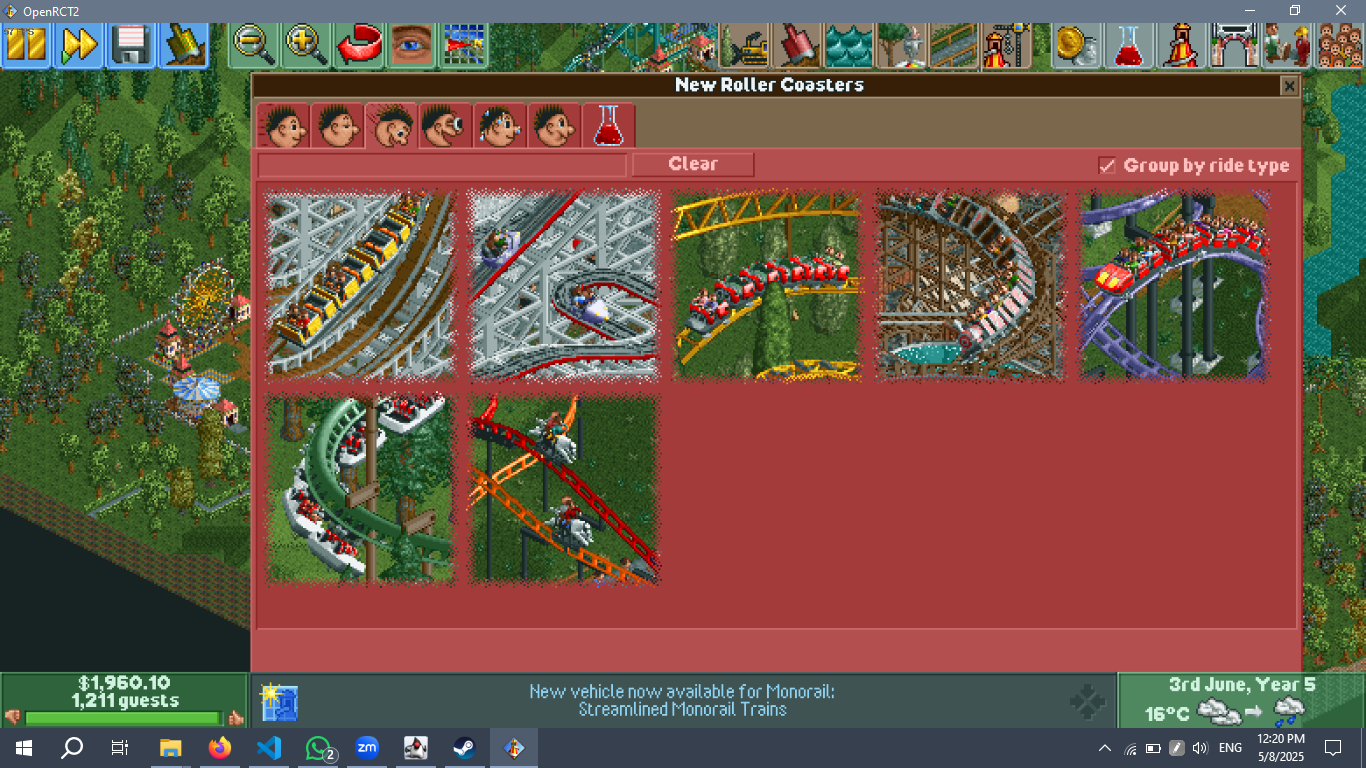 OpenRCT2
New Roller Coasters
Clear
Group by ride type
$1,960.10
1,211 guests
New vehicle now available for Monorail:
Streamlined Monorail Trains
3rd June, Year 5
16°C
2
zm
ENG
12:20 PM
5/8/2025